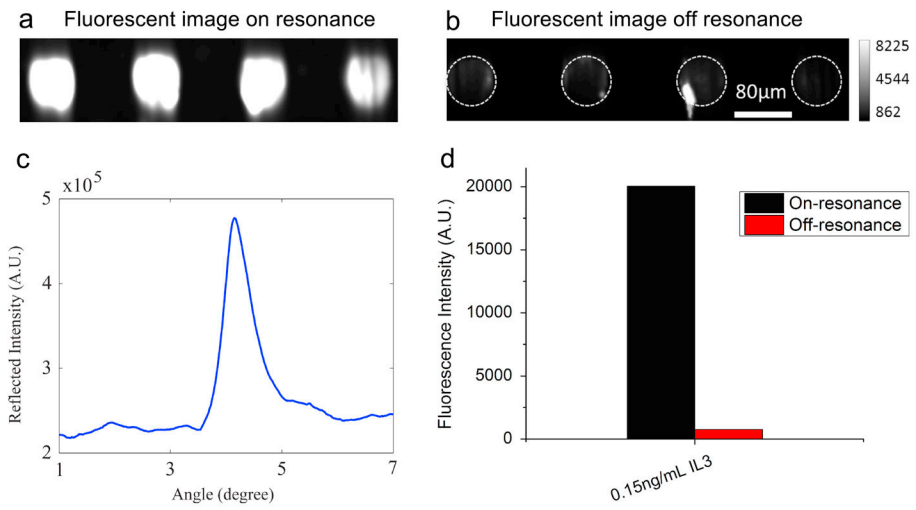 a Fluorescent image on resonance
b Fluorescent image off resonance
80μm
8225
4544
862
c
x10⁵
5
4
3
2
Reflected Intensity (A.U.)
1 3 5 7
Angle (degree)
d
20000
15000
10000
5000
0
Fluorescence Intensity (A.U.)
On-resonance
Off-resonance
0.15ng/mL IL3